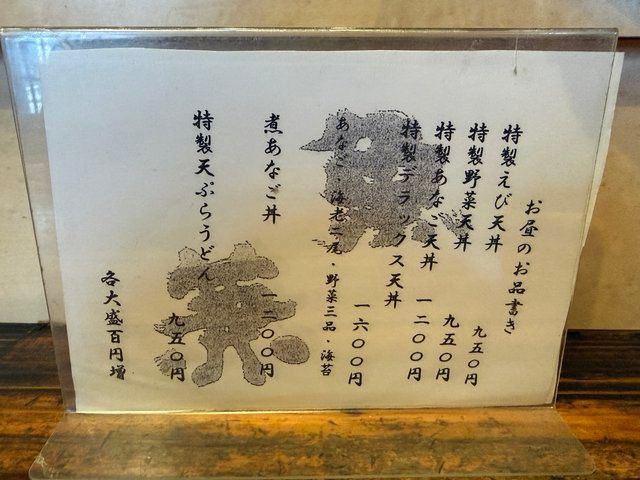 お昼のお品書き
特製えび天丼 九五〇円
特製野菜天丼 九五〇円
特製あなご天丼 一二〇〇円
特製デラックス天丼 一六〇〇円
あなご・海老二尾・野菜三品・海苔
煮あなご丼 一二〇〇円
特製天ぷらうどん 九五〇円
各大盛百円増